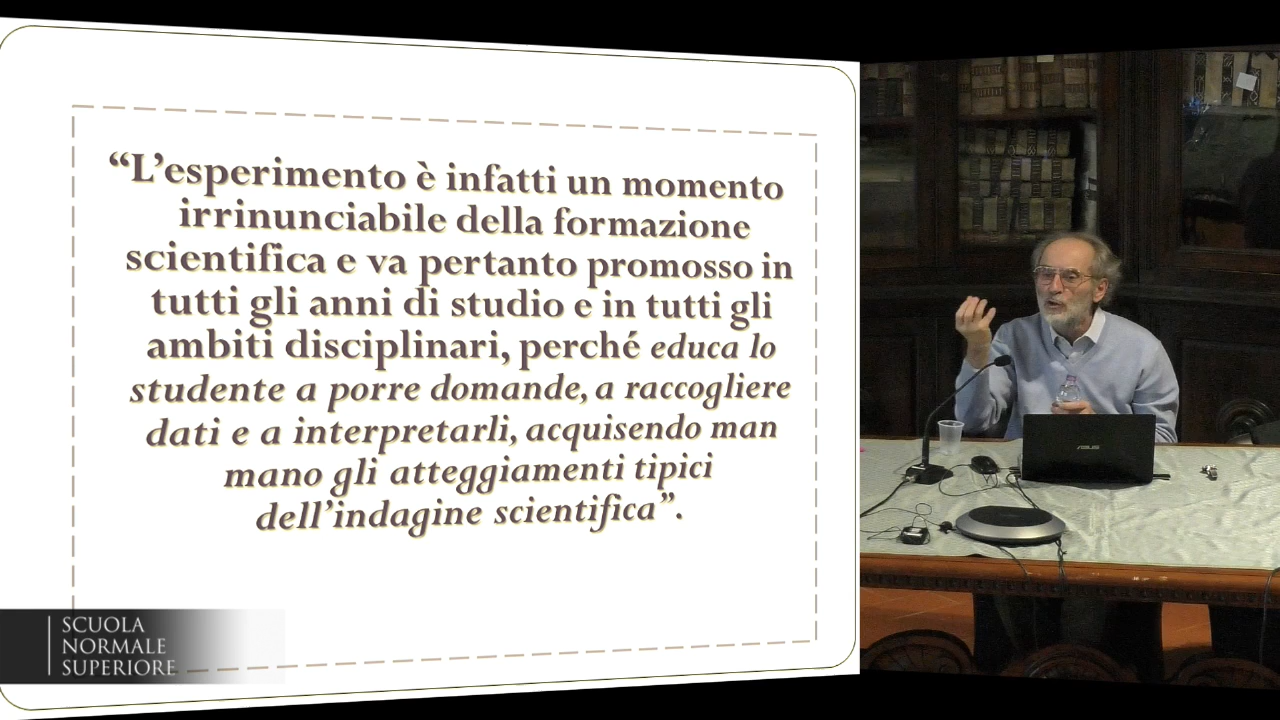 “L’esperimento è infatti un momento
irrinunciabile della formazione
scientifica e va pertanto promosso in
tutti gli anni di studio e in tutti gli
ambiti disciplinari, perché educa lo
studente a porre domande, a raccogliere
dati e a interpretarli, acquisendo man
mano gli atteggiamenti tipici
dell’indagine scientifica”.
SCUOLA
NORMALE
SUPERIORE
ASUS